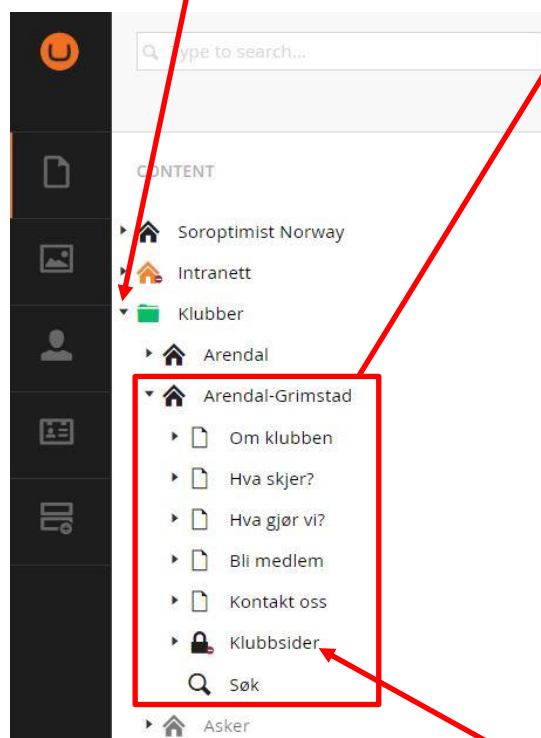 Type to search...
CONTENT
Soroptimist Norway
Intranett
Klubber
Arendal
Arendal-Grimstad
Om klubben
Hva skjer?
Hva gjør vi?
Bli medlem
Kontakt oss
Klubbsider
Søk
Asker